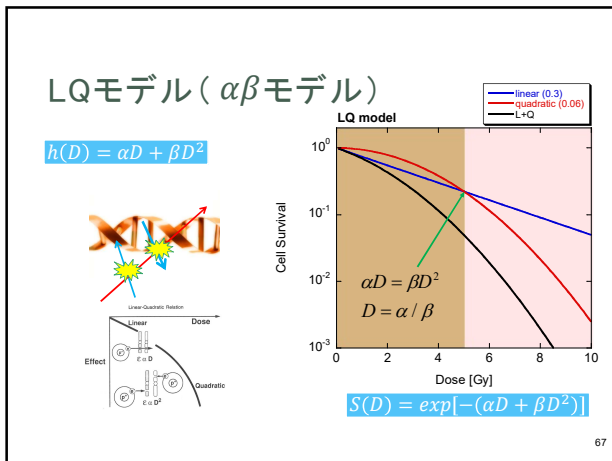 LQモデル( αβモデル)
h(D) = αD + βD²
LQ model
linear (0.3)
quadratic (0.06)
L+Q
10⁰
10⁻¹
10⁻²
10⁻³
Cell Survival
αD = βD²
D = α / β
0 2 4 6 8 10
Dose [Gy]
S(D) = exp[−(αD + βD²)]
Linear-Quadratic Relation
Linear
Dose
Effect
E α D
Quadratic
E α D²
67